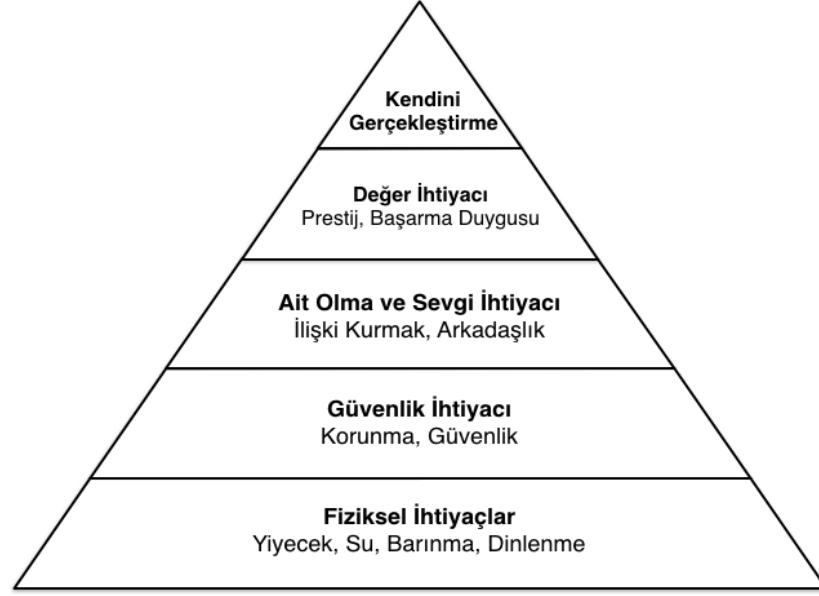 Kendini
Gerçekleştirme
Değer İhtiyacı
Prestij, Başarma Duygusu
Ait Olma ve Sevgi İhtiyacı
İlişki Kurmak, Arkadaşlık
Güvenlik İhtiyacı
Korunma, Güvenlik
Fiziksel İhtiyaçlar
Yiyecek, Su, Barınma, Dinlenme